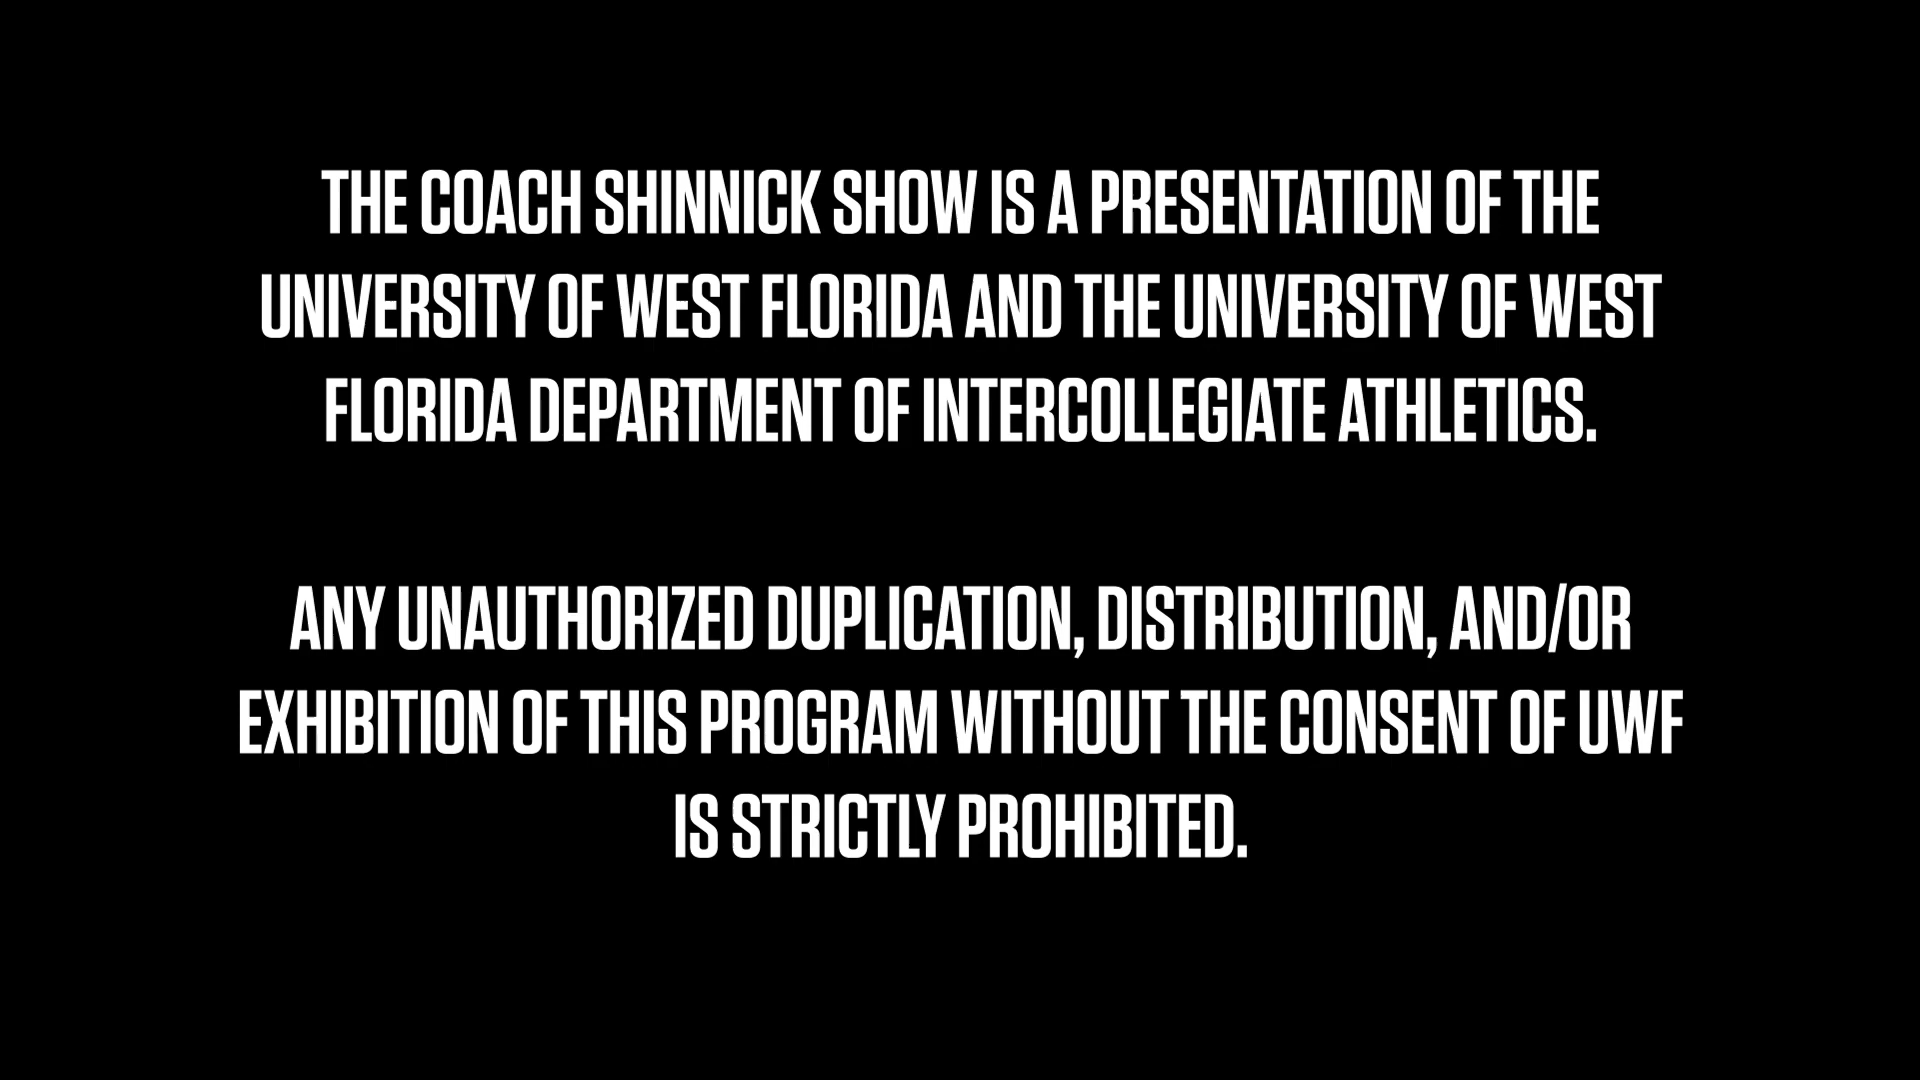 THE COACH SHINNICK SHOW IS A PRESENTATION OF THE
UNIVERSITY OF WEST FLORIDA AND THE UNIVERSITY OF WEST
FLORIDA DEPARTMENT OF INTERCOLLEGIATE ATHLETICS.
ANY UNAUTHORIZED DUPLICATION, DISTRIBUTION, AND/OR
EXHIBITION OF THIS PROGRAM WITHOUT THE CONSENT OF UWF
IS STRICTLY PROHIBITED.